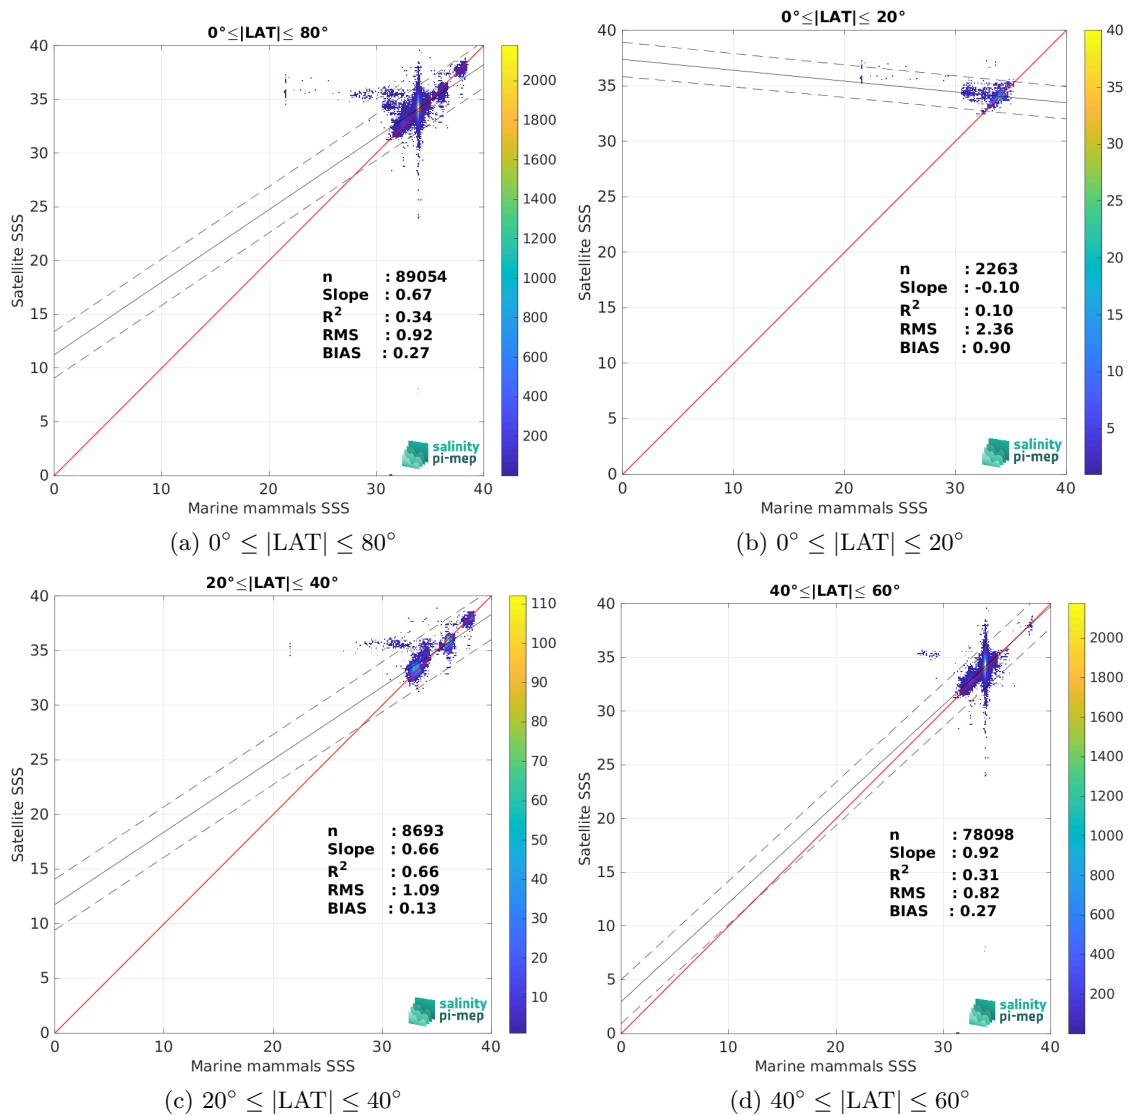 0°≤|LAT|≤ 80°
40
35
30
25
20
15
10
5
0
Satellite SSS
n : 89054
Slope : 0.67
R² : 0.34
RMS : 0.92
BIAS : 0.27
salinity
pi-mep
0 10 20 30 40
Marine mammals SSS
2000
1800
1600
1400
1200
1000
800
600
400
200
(a) 0° ≤ |LAT| ≤ 80°
0°≤|LAT|≤ 20°
40
35
30
25
20
15
10
5
0
Satellite SSS
n : 2263
Slope : -0.10
R² : 0.10
RMS : 2.36
BIAS : 0.90
salinity
pi-mep
0 10 20 30 40
Marine mammals SSS
40
35
30
25
20
15
10
5
(b) 0° ≤ |LAT| ≤ 20°
20°≤|LAT|≤ 40°
40
35
30
25
20
15
10
5
0
Satellite SSS
n : 8693
Slope : 0.66
R² : 0.66
RMS : 1.09
BIAS : 0.13
salinity
pi-mep
0 10 20 30 40
Marine mammals SSS
110
100
90
80
70
60
50
40
30
20
10
(c) 20° ≤ |LAT| ≤ 40°
40°≤|LAT|≤ 60°
40
35
30
25
20
15
10
5
0
Satellite SSS
n : 78098
Slope : 0.92
R² : 0.31
RMS : 0.82
BIAS : 0.27
salinity
pi-mep
0 10 20 30 40
Marine mammals SSS
2000
1800
1600
1400
1200
1000
800
600
400
200
(d) 40° ≤ |LAT| ≤ 60°